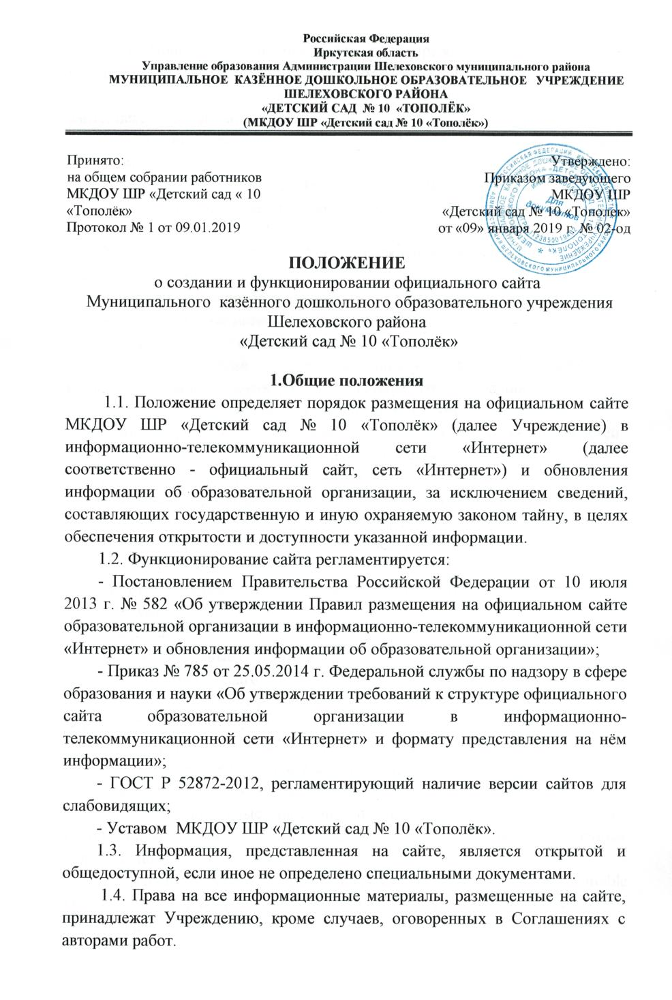 Российская Федерация
Иркутская область
Управление образования Администрации Шелеховского муниципального района
МУНИЦИПАЛЬНОЕ КАЗЁННОЕ ДОШКОЛЬНОЕ ОБРАЗОВАТЕЛЬНОЕ УЧРЕЖДЕНИЕ
ШЕЛЕХОВСКОГО РАЙОНА
«ДЕТСКИЙ САД № 10 «ТОПОЛЁК»
(МКДОУ ШР «Детский сад № 10 «Тополёк»)
Принято:
на общем собрании работников
МКДОУ ШР «Детский сад « 10
«Тополёк»
Протокол № 1 от 09.01.2019
Утверждено:
Приказом заведующего
МКДОУ ШР
«Детский сад № 10 «Тополек»
от «09» января 2019 г. № 02-од
Для
документов
ПОЛОЖЕНИЕ
о создании и функционировании официального сайта
Муниципального казённого дошкольного образовательного учреждения
Шелеховского района
«Детский сад № 10 «Тополёк»
1.Общие положения
1.1. Положение определяет порядок размещения на официальном сайте
МКДОУ ШР «Детский сад № 10 «Тополёк» (далее Учреждение) в
информационно-телекоммуникационной сети «Интернет» (далее
соответственно - официальный сайт, сеть «Интернет») и обновления
информации об образовательной организации, за исключением сведений,
составляющих государственную и иную охраняемую законом тайну, в целях
обеспечения открытости и доступности указанной информации.
1.2. Функционирование сайта регламентируется:
- Постановлением Правительства Российской Федерации от 10 июля
2013 г. № 582 «Об утверждении Правил размещения на официальном сайте
образовательной организации в информационно-телекоммуникационной сети
«Интернет» и обновления информации об образовательной организации»;
- Приказ № 785 от 25.05.2014 г. Федеральной службы по надзору в сфере
образования и науки «Об утверждении требований к структуре официального
сайта образовательной организации в информационно-
телекоммуникационной сети «Интернет» и формату представления на нём
информации»;
- ГОСТ Р 52872-2012, регламентирующий наличие версии сайтов для
слабовидящих;
- Уставом МКДОУ ШР «Детский сад № 10 «Тополёк».
1.3. Информация, представленная на сайте, является открытой и
общедоступной, если иное не определено специальными документами.
1.4. Права на все информационные материалы, размещенные на сайте,
принадлежат Учреждению, кроме случаев, оговоренных в Соглашениях с
авторами работ.